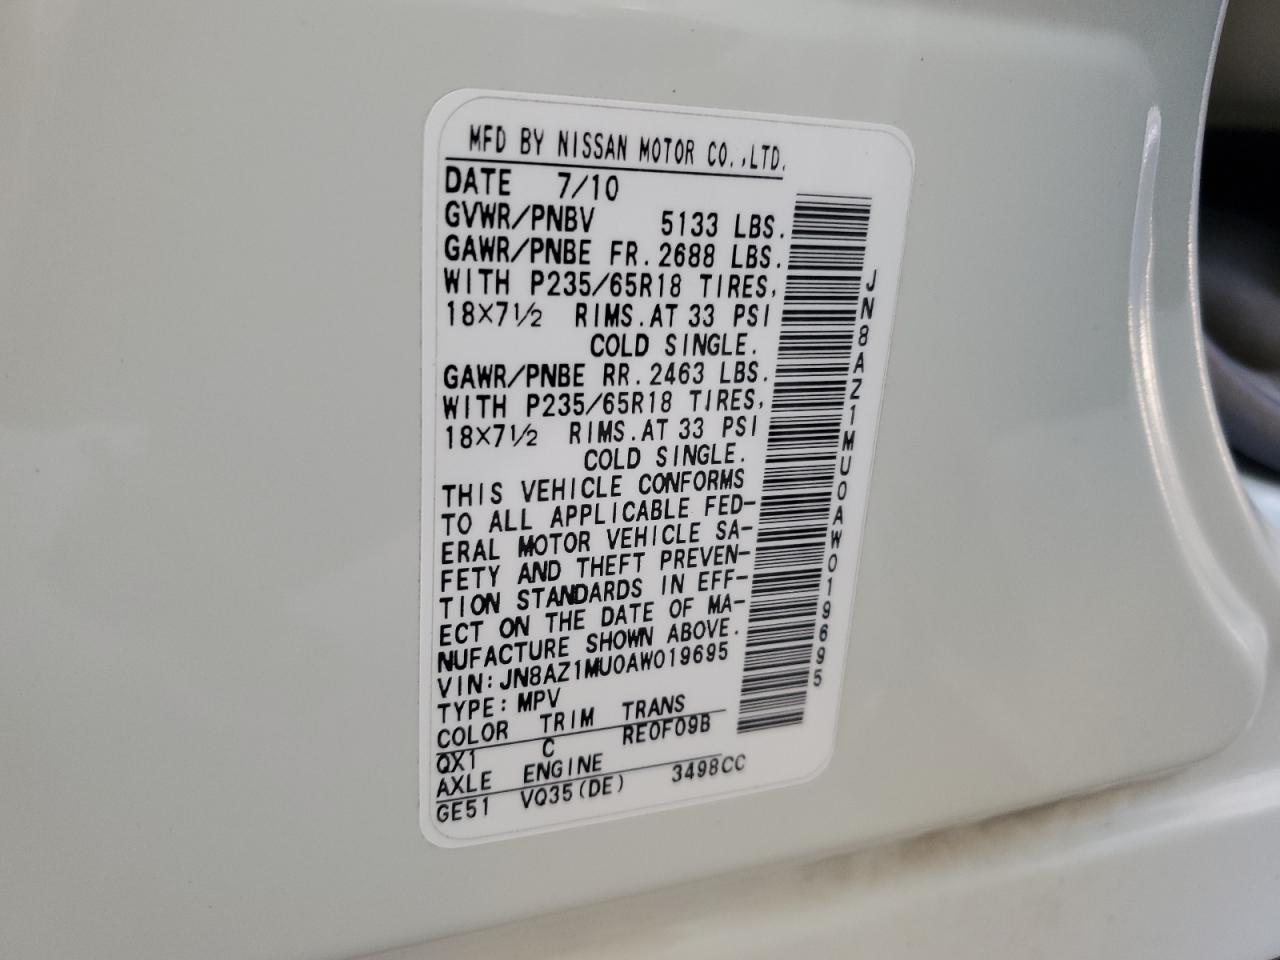 MFD BY NISSAN MOTOR CO.,LTD.
DATE 7/10
GVWR/PNBV 5133 LBS.
GAWR/PNBE FR. 2688 LBS.
WITH P235/65R18 TIRES,
18×7½ RIMS. AT 33 PSI
COLD SINGLE.
GAWR/PNBE RR. 2463 LBS.
WITH P235/65R18 TIRES,
18×7½ RIMS. AT 33 PSI
COLD SINGLE.
THIS VEHICLE CONFORMS
TO ALL APPLICABLE FED-
ERAL MOTOR VEHICLE SA-
FETY AND THEFT PREVEN-
TION STANDARDS IN EFF-
ECT ON THE DATE OF MA-
NUFACTURE SHOWN ABOVE.
VIN: JN8AZ1MU0AW019695
TYPE: MPV
COLOR TRIM TRANS
QX1 C RE0F09B
AXLE ENGINE
GE51 VQ35(DE) 3498CC
JN8AZ1MU0AW019695